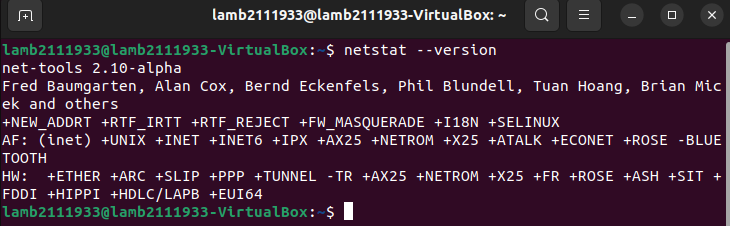 lamb2111933@lamb2111933-VirtualBox: ~
lamb2111933@lamb2111933-VirtualBox:~$ netstat --version
net-tools 2.10-alpha
Fred Baumgarten, Alan Cox, Bernd Eckenfels, Phil Blundell, Tuan Hoang, Brian Mic
ek and others
+NEW_ADDRT +RTF_IRTT +RTF_REJECT +FW_MASQUERADE +I18N +SELINUX
AF: (inet) +UNIX +INET +INET6 +IPX +AX25 +NETROM +X25 +ATALK +ECONET +ROSE -BLUE
TOOTH
HW:  +ETHER +ARC +SLIP +PPP +TUNNEL -TR +AX25 +NETROM +X25 +FR +ROSE +ASH +SIT +
FDDI +HIPPI +HDLC/LAPB +EUI64
lamb2111933@lamb2111933-VirtualBox:~$